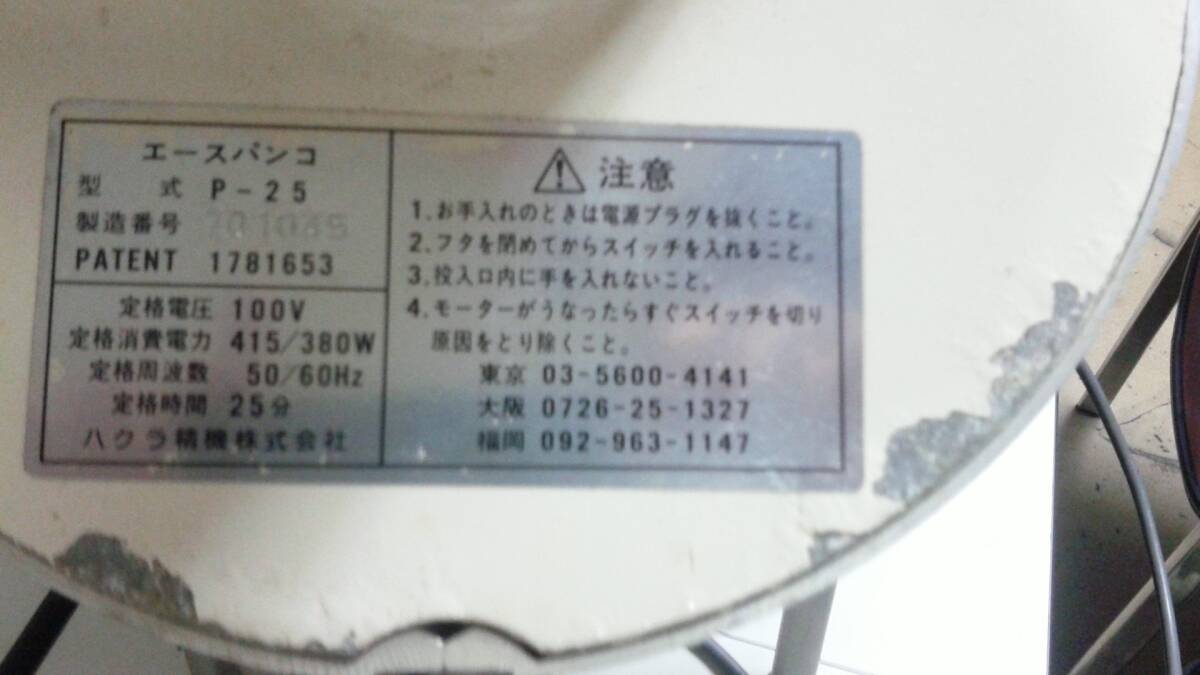 エースパンコ
型 式 P-25
製造番号
PATENT 1781653
定格電圧 100V
定格消費電力 415/380W
定格周波数 50/60Hz
定格時間 25分
ハクラ精機株式会社
注意
1.お手入れのときは電源プラグを抜くこと。
2.フタを閉めてからスイッチを入れること。
3.投入口内に手を入れないこと。
4.モーターがうなったらすぐスイッチを切り
原因をとり除くこと。
東京 03-5600-4141
大阪 0726-25-1327
福岡 092-963-1147